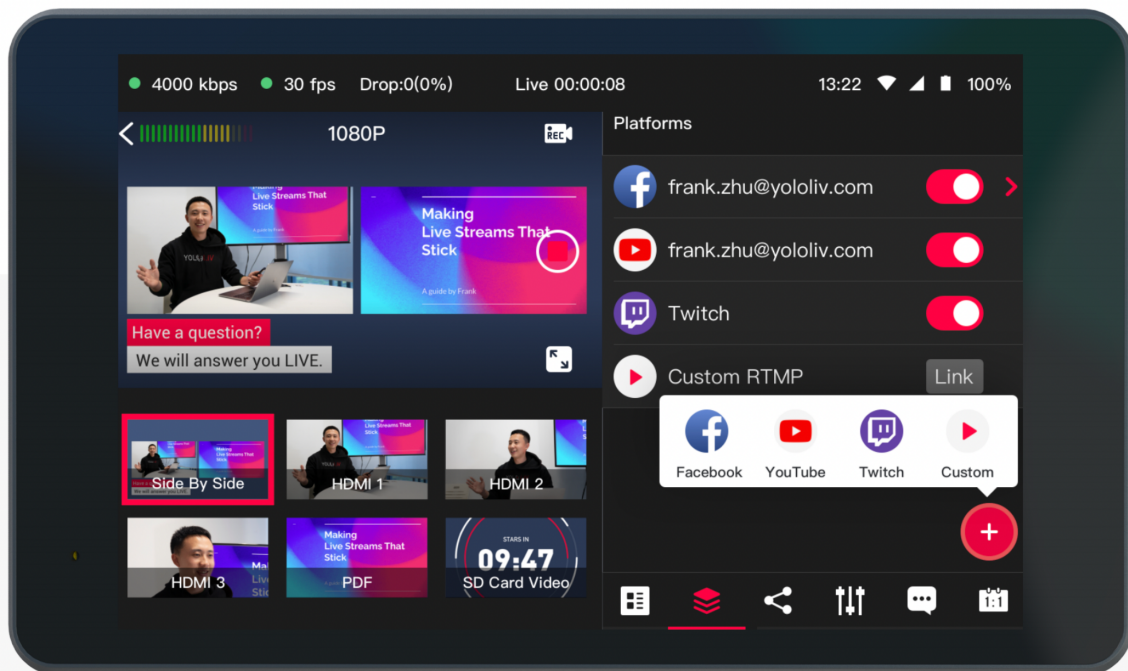 4000 kbps 30 fps Drop:0(0%) Live 00:00:08 13:22 100%
1080P
REC
Making
Live Streams That
Stick
A guide by Frank
Making
Live Streams That
Stick
A guide by Frank
YOLOLIV
Have a question?
We will answer you LIVE.
Side By Side
HDMI 1
HDMI 2
HDMI 3
Making
Live Streams That
Stick
PDF
STARS IN
09:47
SD Card Video
Platforms
frank.zhu@yololiv.com
frank.zhu@yololiv.com
Twitch
Custom RTMP Link
Facebook YouTube Twitch Custom
+
1:1